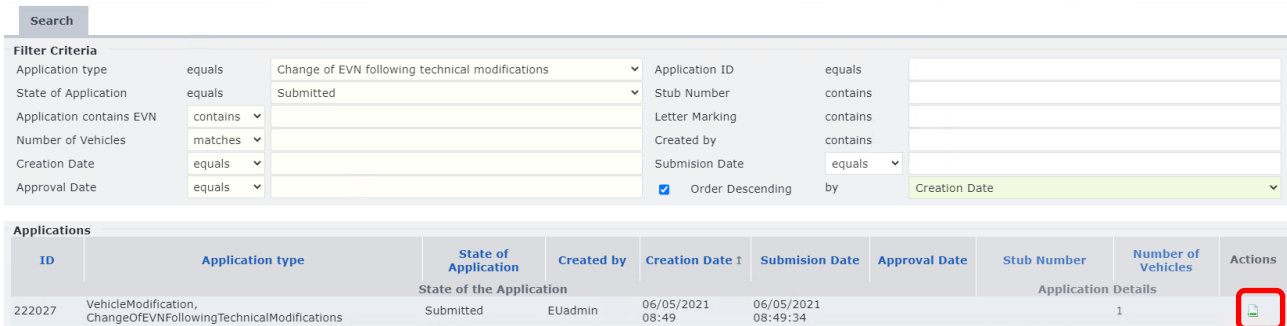 Search
Filter Criteria
Application type equals Change of EVN following technical modifications Application ID equals
State of Application equals Submitted Stub Number contains
Application contains EVN contains Letter Marking contains
Number of Vehicles matches Created by contains
Creation Date equals Submision Date equals
Approval Date equals Order Descending by Creation Date
Applications
ID Application type State of Application Created by Creation Date Submision Date Approval Date Stub Number Number of Vehicles Actions
State of the Application Application Details
222027 VehicleModification, ChangeOfEVNFollowingTechnicalModifications Submitted EUadmin 06/05/2021 08:49 06/05/2021 08:49:34 1